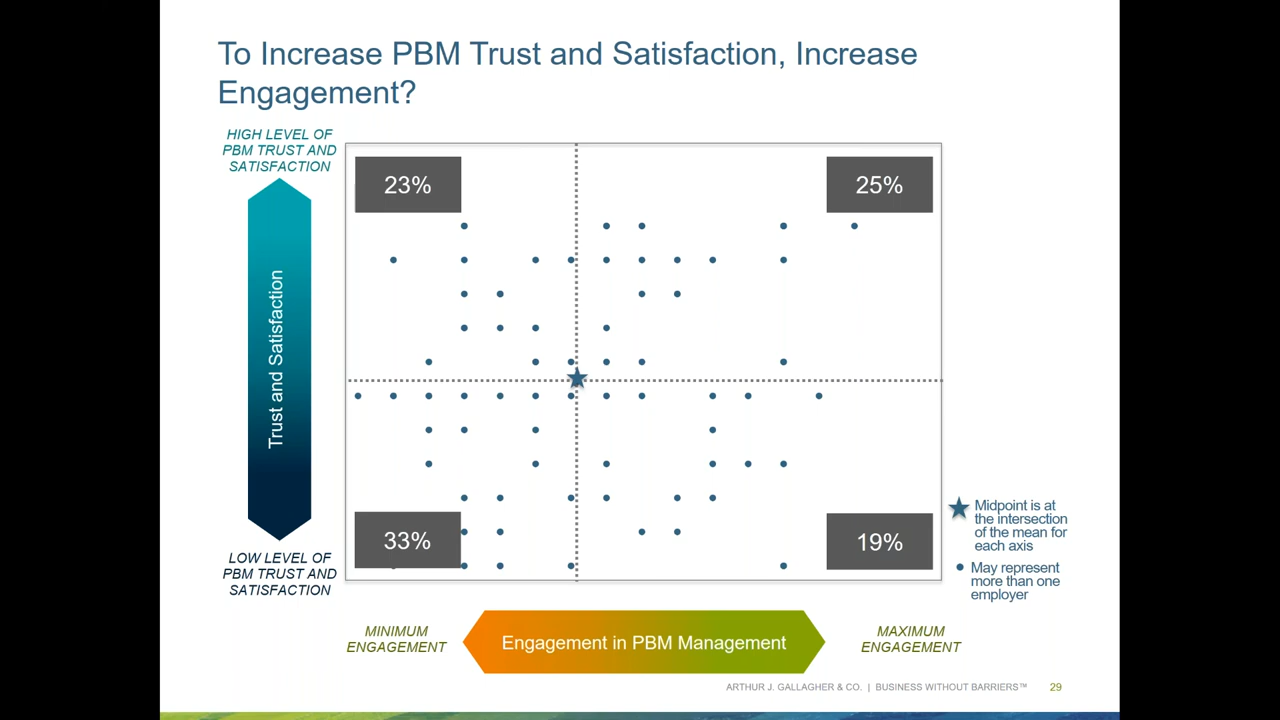 To Increase PBM Trust and Satisfaction, Increase
Engagement?
HIGH LEVEL OF
PBM TRUST AND
SATISFACTION
23%
25%
Trust and Satisfaction
33%
19%
LOW LEVEL OF
PBM TRUST AND
SATISFACTION
Midpoint is at
the intersection
of the mean for
each axis
May represent
more than one
employer
MINIMUM
ENGAGEMENT
Engagement in PBM Management
MAXIMUM
ENGAGEMENT
ARTHUR J. GALLAGHER & CO. | BUSINESS WITHOUT BARRIERS™
29